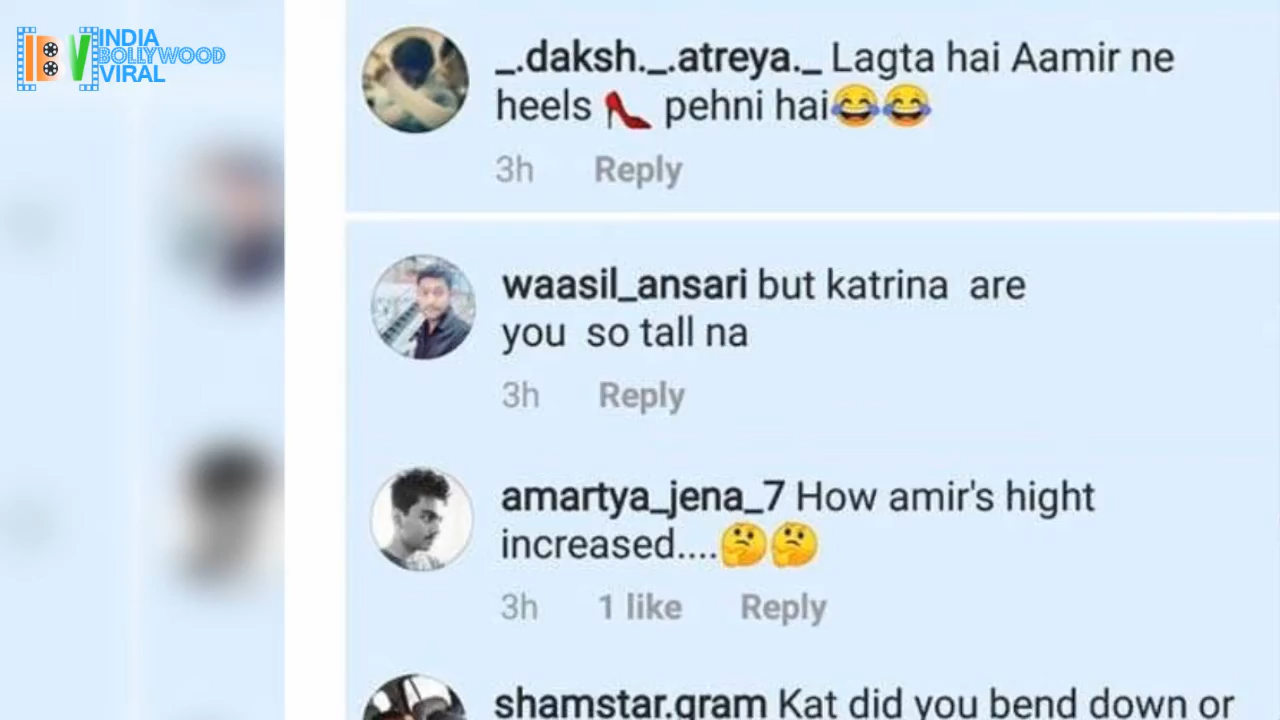 INDIA
BOLLYWOOD
VIRAL
_.daksh._.atreya._ Lagta hai Aamir ne
heels 👠 pehni hai😂😂
3h Reply
waasil_ansari but katrina are
you so tall na
3h Reply
amartya_jena_7 How amir's hight
increased....🤔🤔
3h 1 like Reply
shamstar.gram Kat did you bend down or